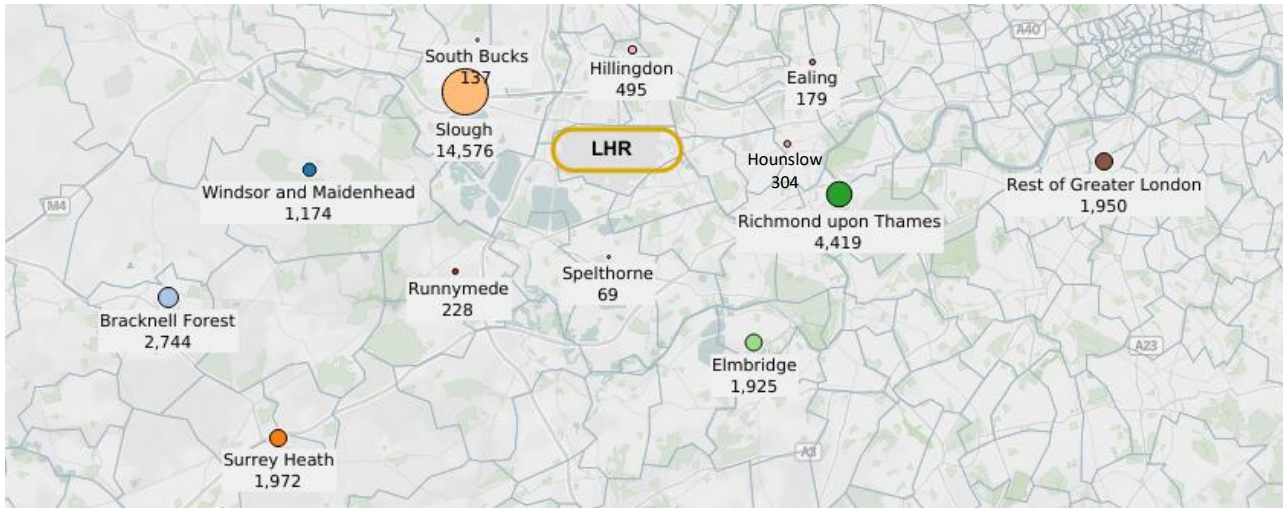 A40
South Bucks
137
Hillingdon
495
Ealing
179
Slough
14,576
LHR
Hounslow
304
Windsor and Maidenhead
1,174
Rest of Greater London
1,950
M4
Richmond upon Thames
4,419
Spelthorne
69
Runnymede
228
Bracknell Forest
2,744
A23
Elmbridge
1,925
A3
Surrey Heath
1,972